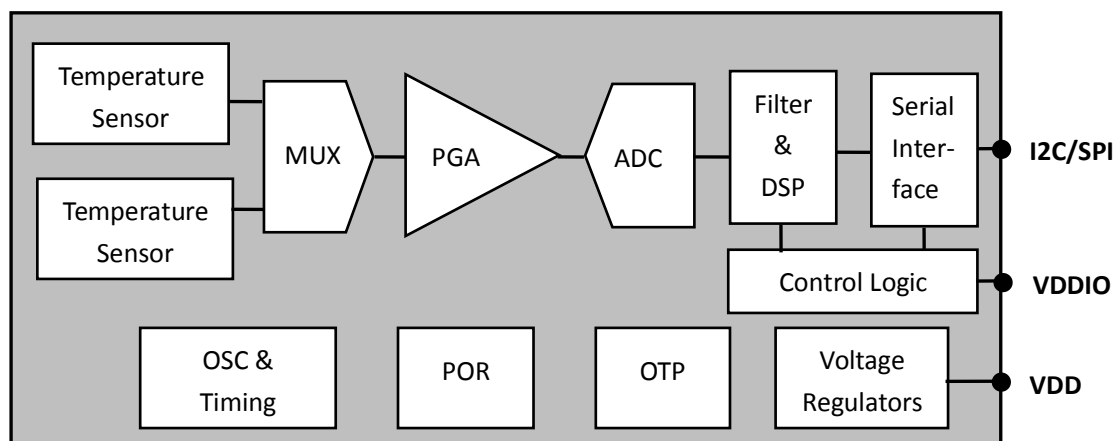 Temperature
Sensor
MUX
PGA
ADC
Filter
&
DSP
Serial
Inter-
face
I2C/SPI
Temperature
Sensor
Control Logic
VDDIO
OSC &
Timing
POR
OTP
Voltage
Regulators
VDD